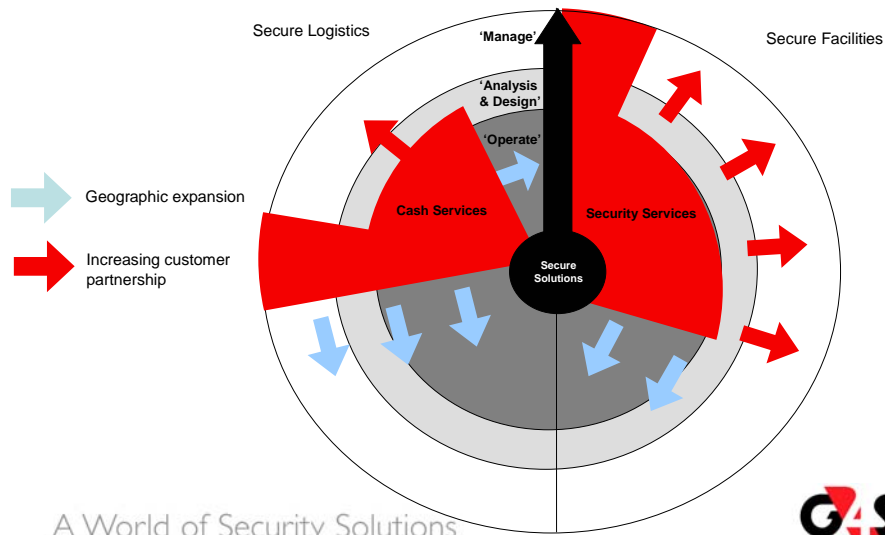 Secure Logistics
'Manage'
Secure Facilities
'Analysis
& Design'
'Operate'
Geographic expansion
Cash Services
Security Services
Increasing customer
partnership
Secure
Solutions
A World of Security Solutions
G4S